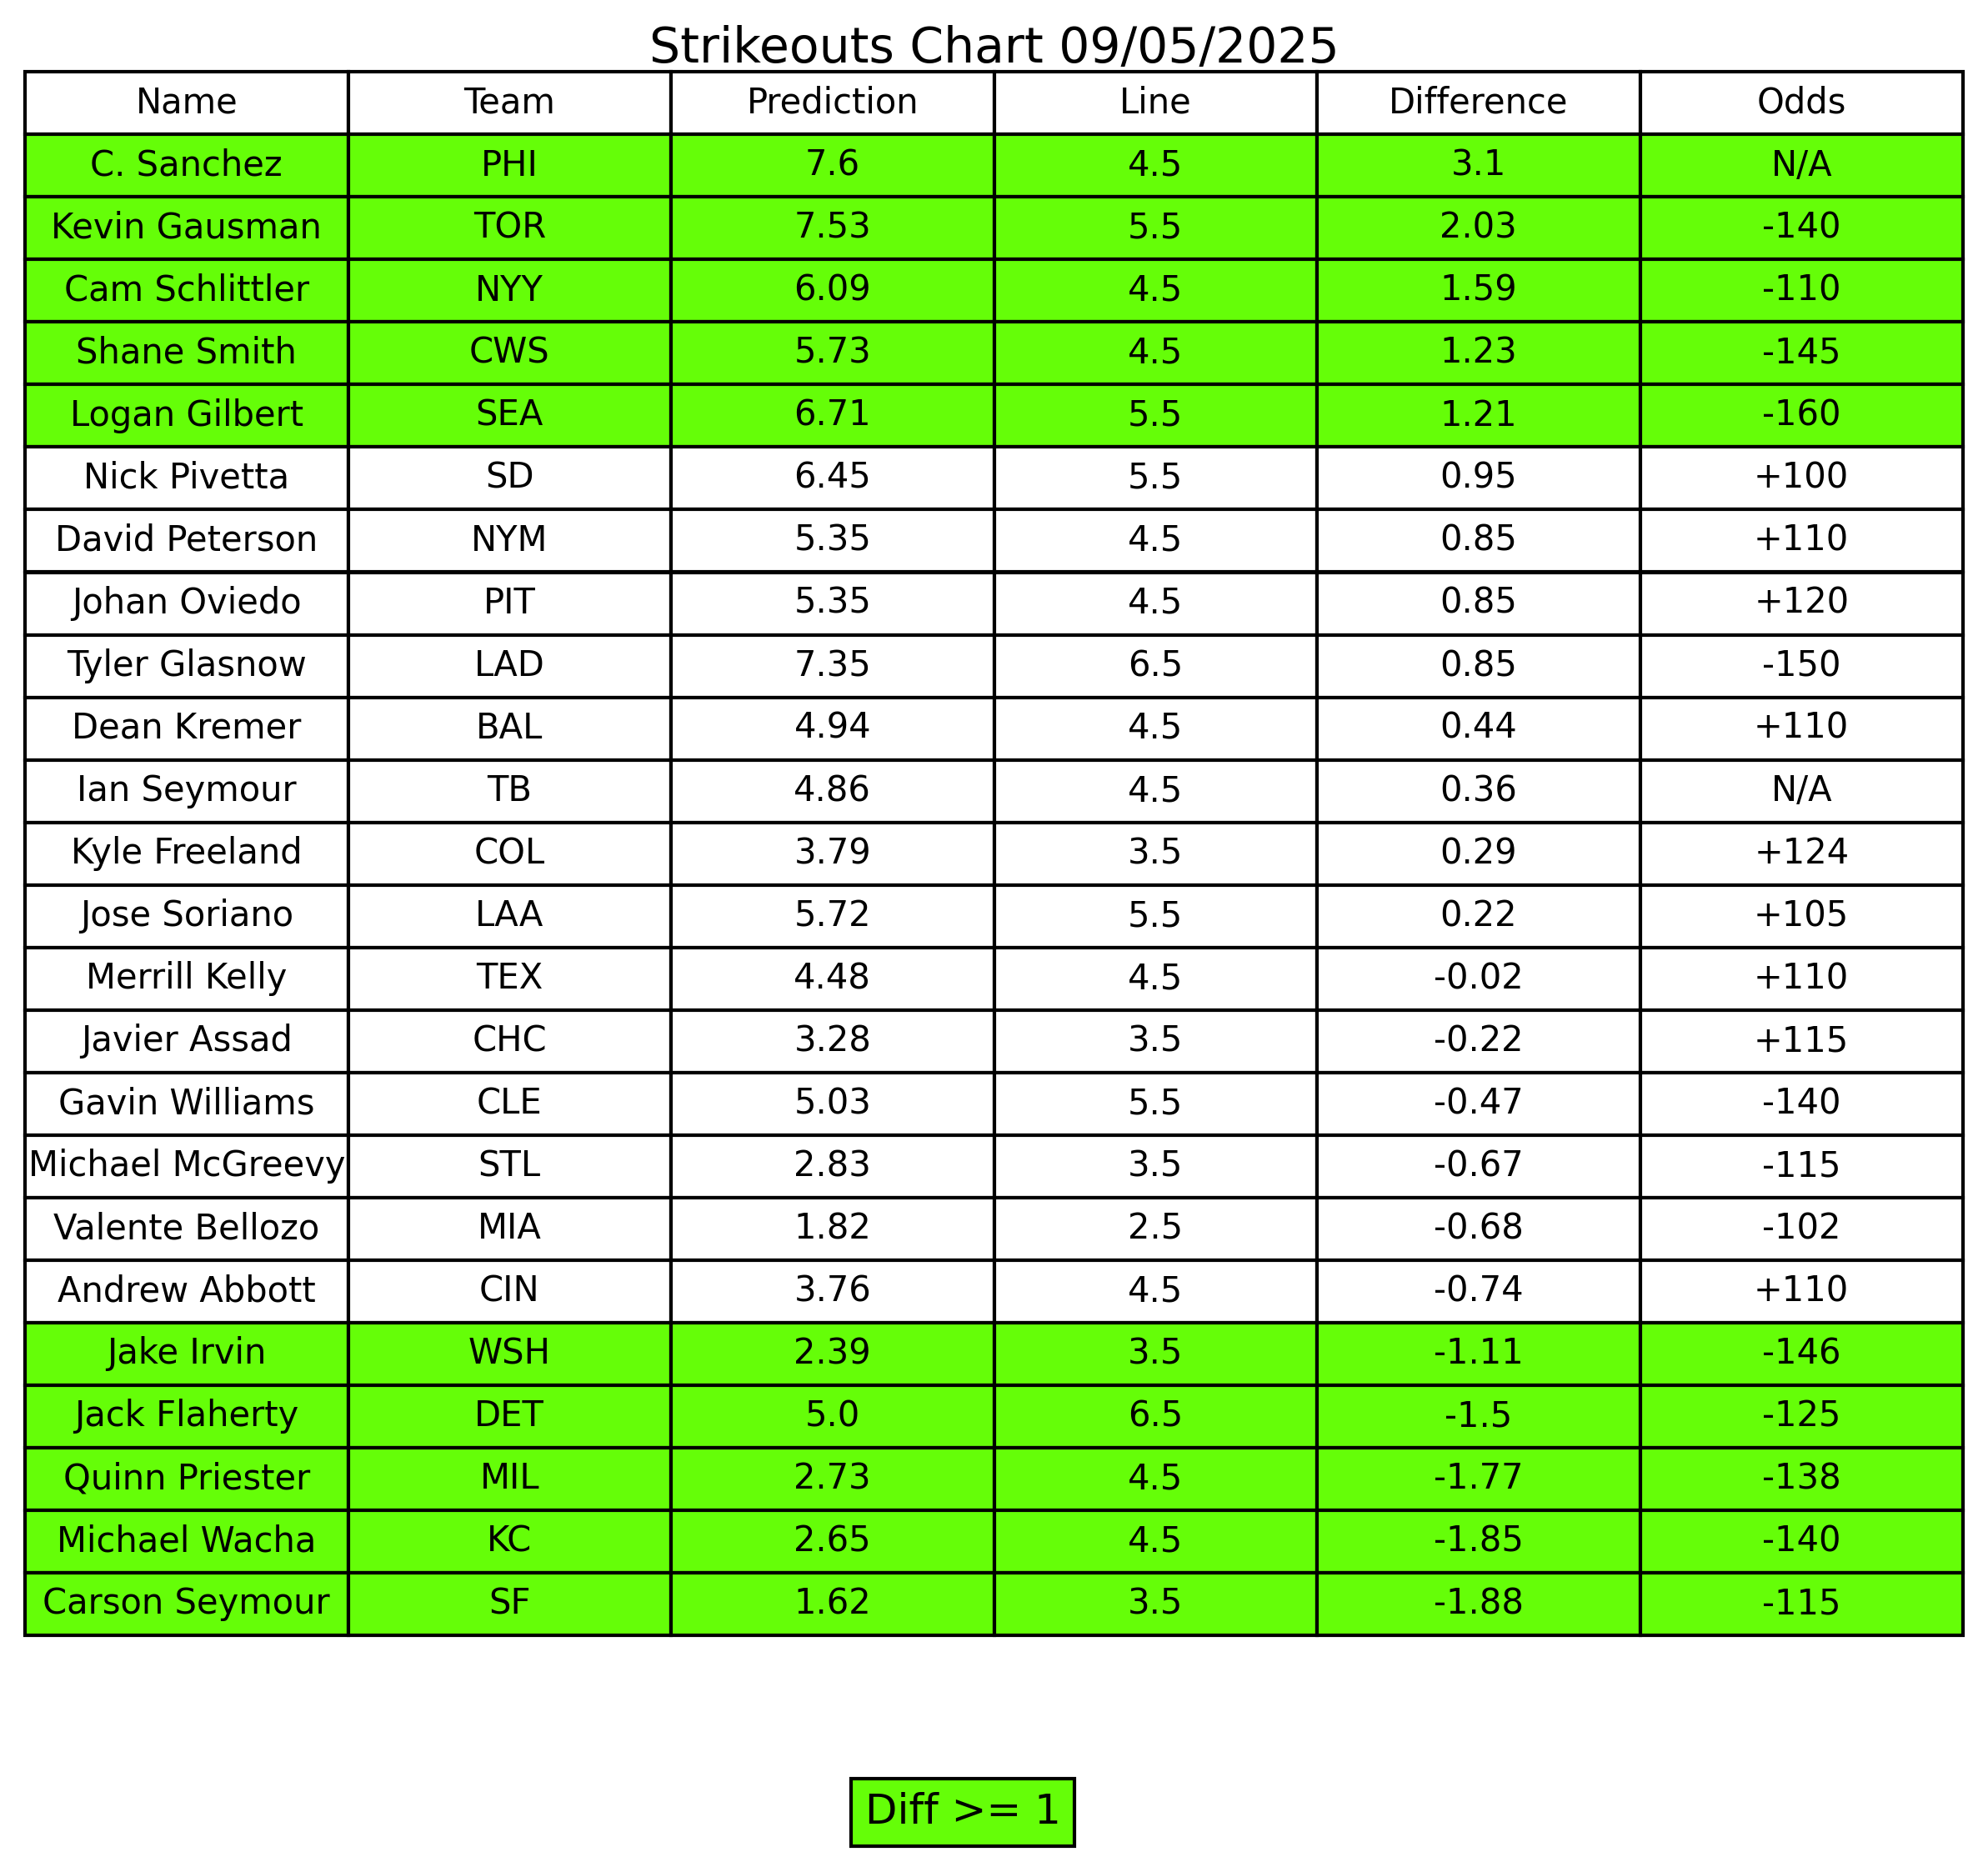 Strikeouts Chart 09/05/2025
Name Team Prediction Line Difference Odds
C. Sanchez PHI 7.6 4.5 3.1 N/A
Kevin Gausman TOR 7.53 5.5 2.03 -140
Cam Schlittler NYY 6.09 4.5 1.59 -110
Shane Smith CWS 5.73 4.5 1.23 -145
Logan Gilbert SEA 6.71 5.5 1.21 -160
Nick Pivetta SD 6.45 5.5 0.95 +100
David Peterson NYM 5.35 4.5 0.85 +110
Johan Oviedo PIT 5.35 4.5 0.85 +120
Tyler Glasnow LAD 7.35 6.5 0.85 -150
Dean Kremer BAL 4.94 4.5 0.44 +110
Ian Seymour TB 4.86 4.5 0.36 N/A
Kyle Freeland COL 3.79 3.5 0.29 +124
Jose Soriano LAA 5.72 5.5 0.22 +105
Merrill Kelly TEX 4.48 4.5 -0.02 +110
Javier Assad CHC 3.28 3.5 -0.22 +115
Gavin Williams CLE 5.03 5.5 -0.47 -140
Michael McGreevy STL 2.83 3.5 -0.67 -115
Valente Bellozo MIA 1.82 2.5 -0.68 -102
Andrew Abbott CIN 3.76 4.5 -0.74 +110
Jake Irvin WSH 2.39 3.5 -1.11 -146
Jack Flaherty DET 5.0 6.5 -1.5 -125
Quinn Priester MIL 2.73 4.5 -1.77 -138
Michael Wacha KC 2.65 4.5 -1.85 -140
Carson Seymour SF 1.62 3.5 -1.88 -115
Diff >= 1